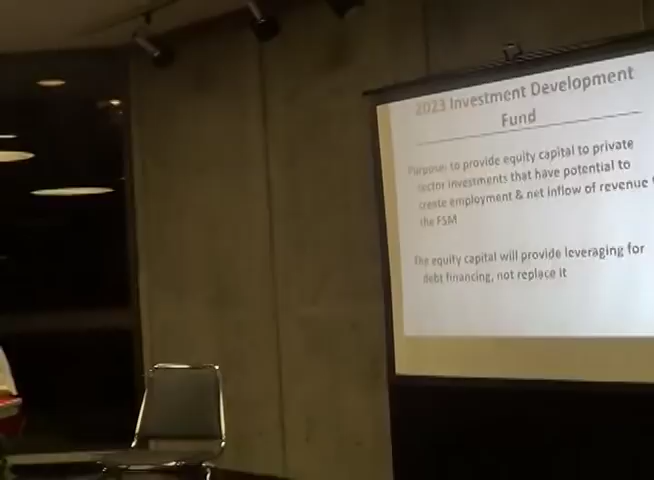 2023 Investment Development
Fund
Purpose: to provide equity capital to private
sector investments that have potential to
create employment & net inflow of revenue
the FSM
The equity capital will provide leveraging for
debt financing, not replace it